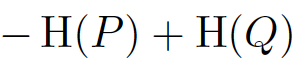 − H(P) + H(Q)